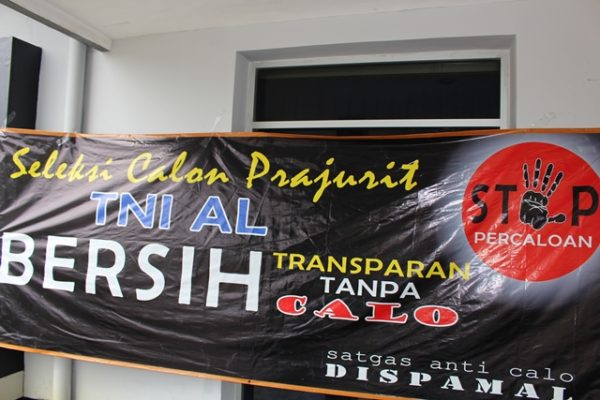 Seleksi Calon Prajurit
TNI AL
BERSIH
TRANSPARAN
TANPA
CALO
STOP
PERCALOAN
satgas anti calo
DISPAMAL